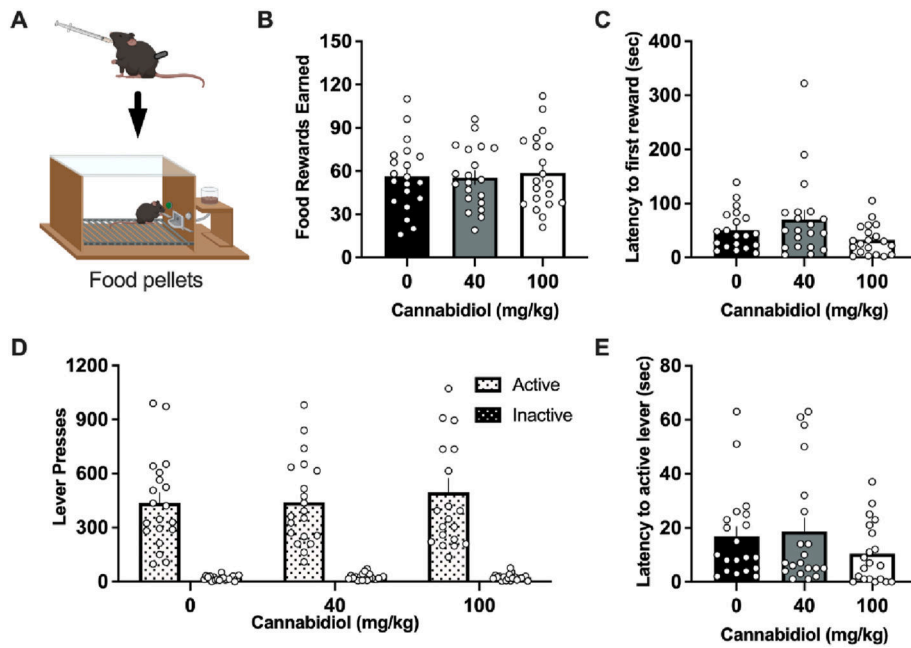 A
Food pellets
B
Food Rewards Earned
150
120
90
60
30
0
0 40 100
Cannabidiol (mg/kg)
C
Latency to first reward (sec)
400
300
200
100
0
0 40 100
Cannabidiol (mg/kg)
D
Lever Presses
1200
900
600
300
0
Active
Inactive
0 40 100
Cannabidiol (mg/kg)
E
Latency to active lever (sec)
80
60
40
20
0
0 40 100
Cannabidiol (mg/kg)